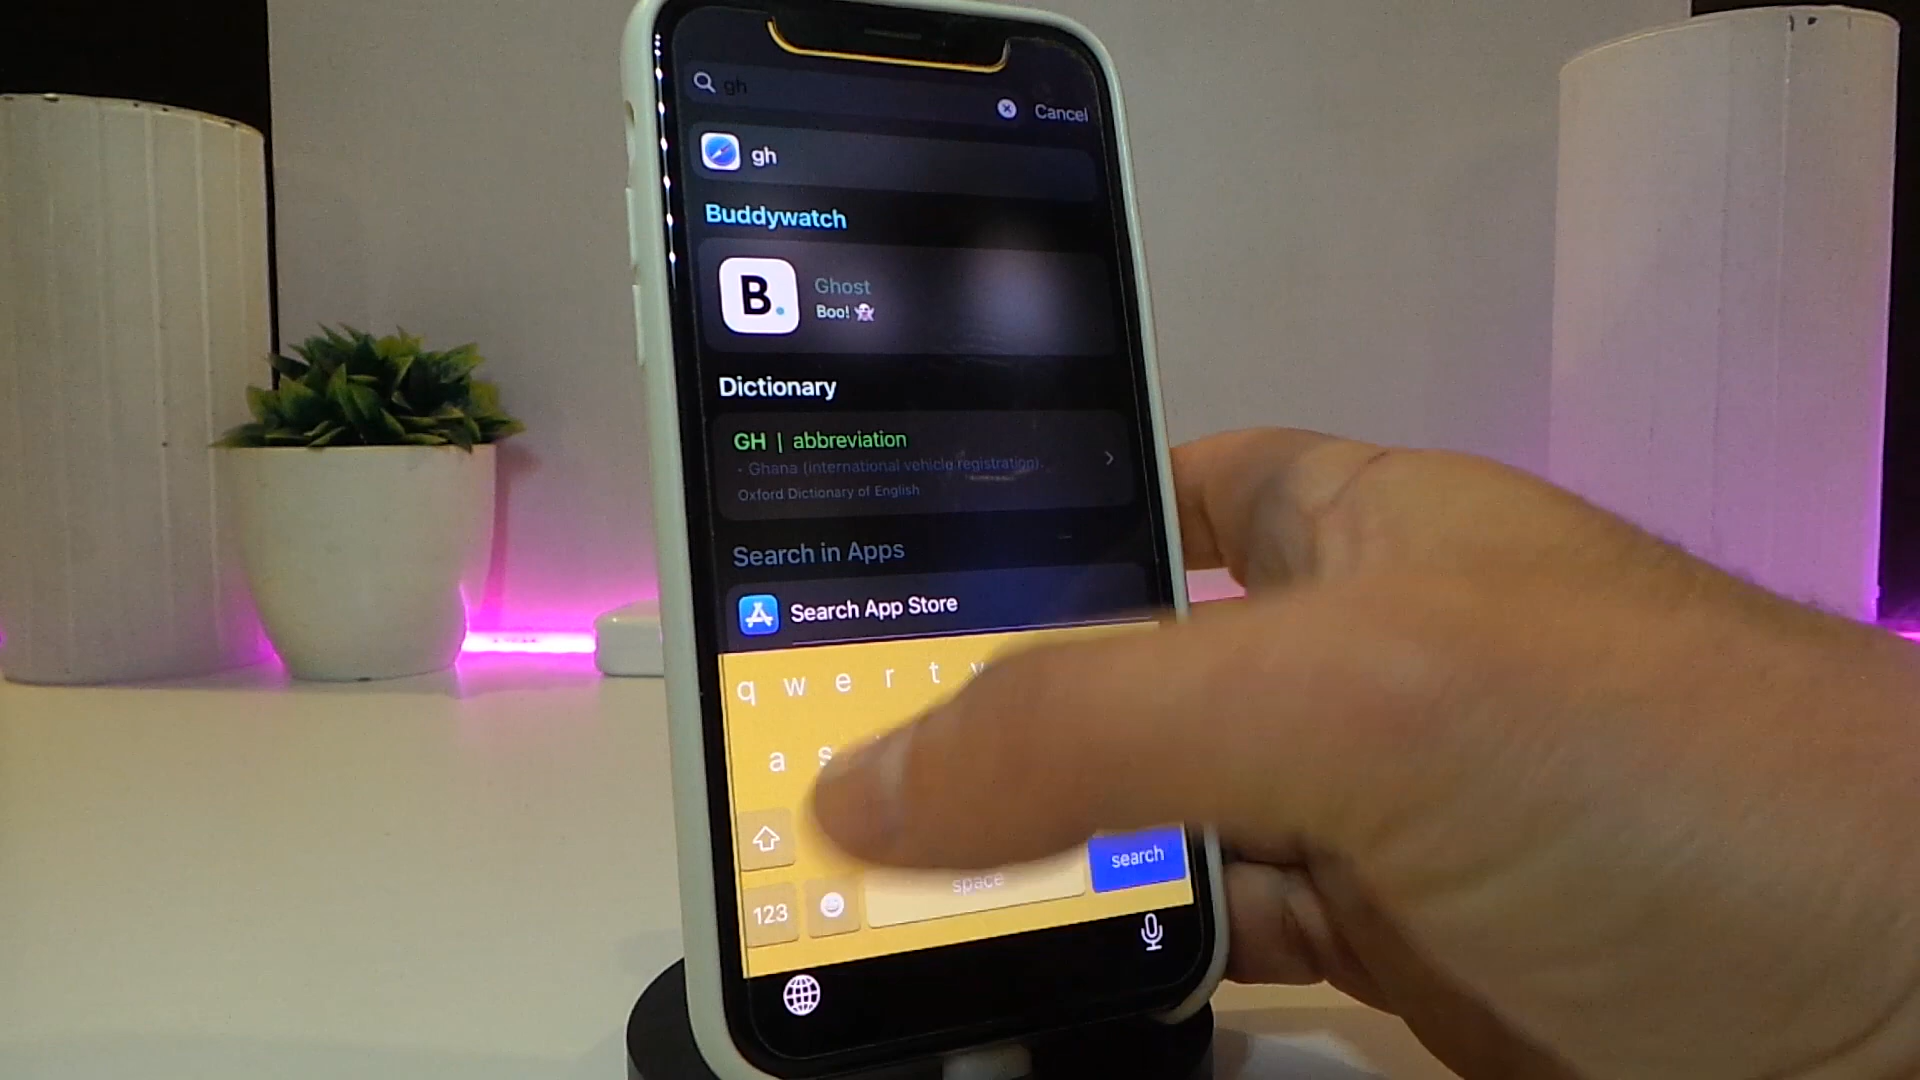 gh
Cancel
gh
Buddywatch
B.
Ghost
Boo! 👻
Dictionary
GH | abbreviation
• Ghana (international vehicle registration).
Oxford Dictionary of English
Search in Apps
Search App Store
q w e r t
a s
search
space
123